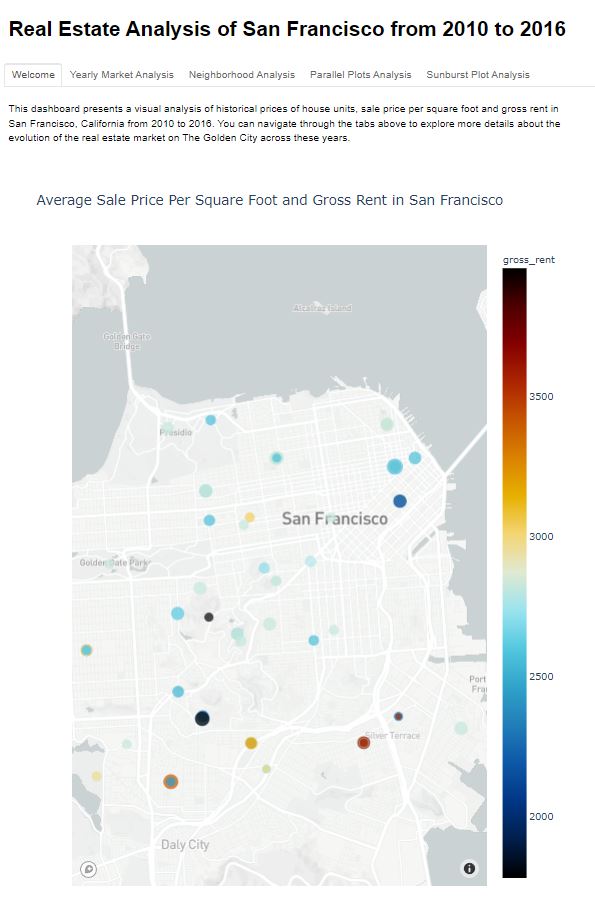 Real Estate Analysis of San Francisco from 2010 to 2016
Welcome Yearly Market Analysis Neighborhood Analysis Parallel Plots Analysis Sunburst Plot Analysis
This dashboard presents a visual analysis of historical prices of house units, sale price per square foot and gross rent in
San Francisco, California from 2010 to 2016. You can navigate through the tabs above to explore more details about the
evolution of the real estate market on The Golden City across these years.
Average Sale Price Per Square Foot and Gross Rent in San Francisco
gross_rent
Alcatraz Island
Golden Gate
Bridge
3500
Presidio
San Francisco
3000
Golden Gate Park
2500
Port
Fra
Silver Terrace
2000
Daly City